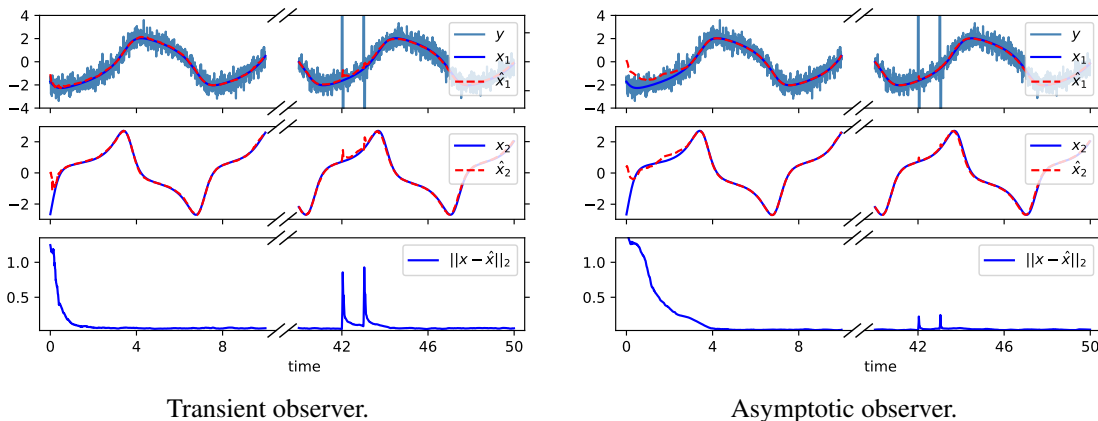 4
2
0
−2
−4
y
x₁
x̂₁
2
0
−2
x₂
x̂₂
1.0
0.5
||x − x̂||₂
0 4 8 42 46 50
time
Transient observer.
4
2
0
−2
−4
y
x₁
x̂₁
2
0
−2
x₂
x̂₂
1.0
0.5
||x − x̂||₂
0 4 8 42 46 50
time
Asymptotic observer.